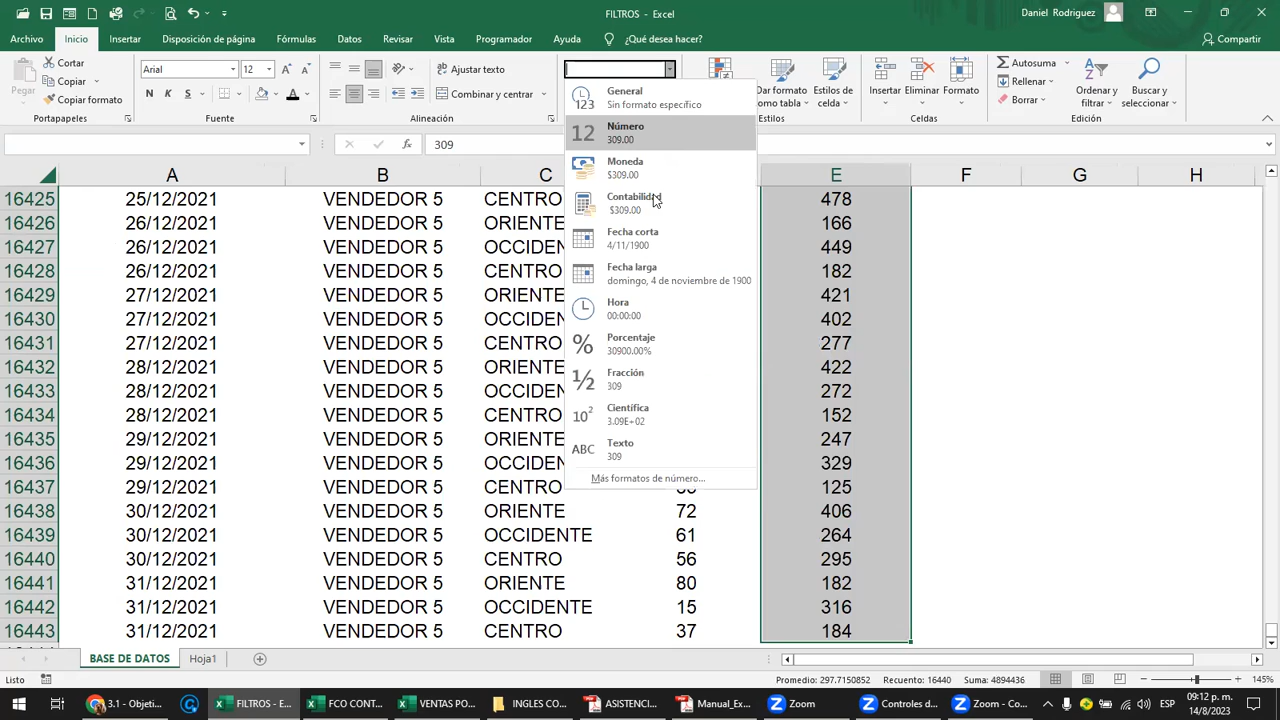 FILTROS - Excel
Daniel Rodriguez
Archivo Inicio Insertar Disposición de página Fórmulas Datos Revisar Vista Programador Ayuda ¿Qué desea hacer? Compartir
Pegar
Cortar
Copiar
Copiar formato
Portapapeles
Arial 12
N K S
Fuente
Ajustar texto
Combinar y centrar
Alineación
Dar formato
como tabla
Estilos de
celda
Estilos
Insertar Eliminar Formato
Celdas
Autosuma
Rellenar
Borrar
Ordenar y
filtrar
Buscar y
seleccionar
Edición
309
General
Sin formato específico
Número
309.00
Moneda
$309.00
Contabilidad
$309.00
Fecha corta
4/11/1900
Fecha larga
domingo, 4 de noviembre de 1900
Hora
00:00:00
Porcentaje
30900.00%
Fracción
309
Científica
3.09E+02
Texto
309
Más formatos de número...
A B C E F G H
16425 25/12/2021 VENDEDOR 5 CENTRO 478
16426 26/12/2021 VENDEDOR 5 ORIENTE 166
16427 26/12/2021 VENDEDOR 5 OCCIDEN 449
16428 26/12/2021 VENDEDOR 5 CENTRO 182
16429 27/12/2021 VENDEDOR 5 ORIENTE 421
16430 27/12/2021 VENDEDOR 5 OCCIDEN 402
16431 27/12/2021 VENDEDOR 5 CENTRO 277
16432 28/12/2021 VENDEDOR 5 ORIENTE 422
16433 28/12/2021 VENDEDOR 5 OCCIDEN 272
16434 28/12/2021 VENDEDOR 5 CENTRO 152
16435 29/12/2021 VENDEDOR 5 ORIENTE 247
16436 29/12/2021 VENDEDOR 5 OCCIDEN 329
16437 29/12/2021 VENDEDOR 5 CENTRO 125
16438 30/12/2021 VENDEDOR 5 ORIENTE 72 406
16439 30/12/2021 VENDEDOR 5 OCCIDENTE 61 264
16440 30/12/2021 VENDEDOR 5 CENTRO 56 295
16441 31/12/2021 VENDEDOR 5 ORIENTE 80 182
16442 31/12/2021 VENDEDOR 5 OCCIDENTE 15 316
16443 31/12/2021 VENDEDOR 5 CENTRO 37 184
BASE DE DATOS Hoja1
Listo Promedio: 297.7150852 Recuento: 16440 Suma: 4894436 145%
3.1 - Objeti... FILTROS - E... FCO CONT... VENTAS PO... INGLES CO... ASISTENCI... Manual_Ex... Zoom Controles d... Zoom - Co... ESP
09:12 p. m.
14/8/2023